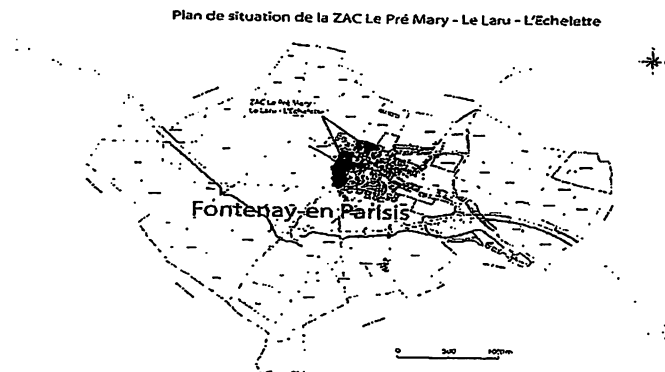 Plan de situation de la ZAC Le Pré Mary - Le Laru - L'Echelette
ZAC Le Pré Mary -
Le Laru - L'Echelette
Fontenay-en Parisis
0 500 1000m